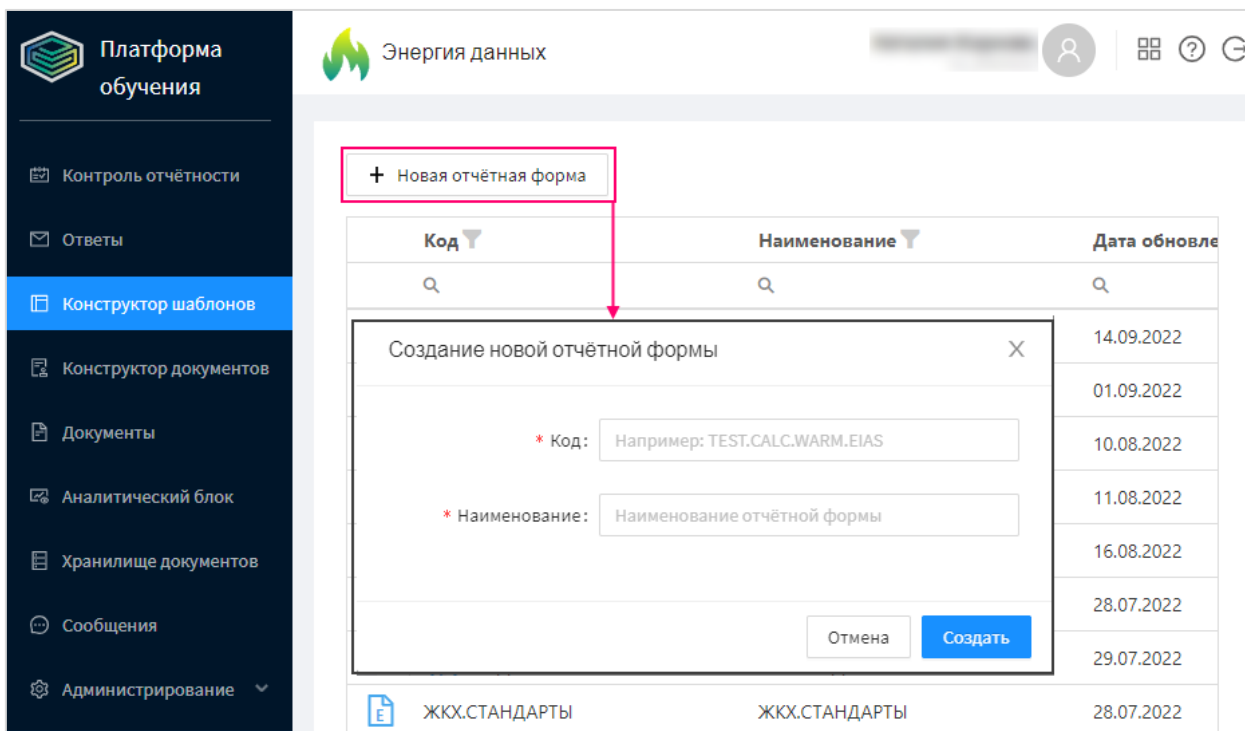 Платформа
обучения
Энергия данных
Контроль отчётности
Ответы
Конструктор шаблонов
Конструктор документов
Документы
Аналитический блок
Хранилище документов
Сообщения
Администрирование
+ Новая отчётная форма
Код Наименование Дата обновле
14.09.2022
01.09.2022
10.08.2022
11.08.2022
16.08.2022
28.07.2022
29.07.2022
Создание новой отчётной формы X
* Код: Например: TEST.CALC.WARM.EIAS
* Наименование: Наименование отчётной формы
Отмена Создать
E ЖКХ.СТАНДАРТЫ ЖКХ.СТАНДАРТЫ 28.07.2022